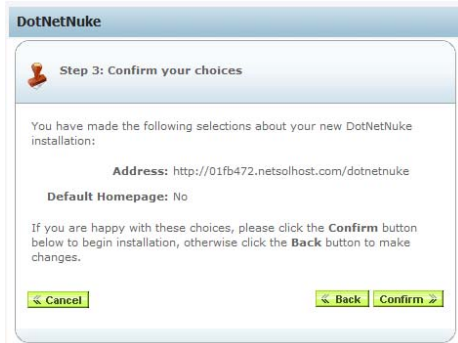 DotNetNuke
Step 3: Confirm your choices
You have made the following selections about your new DotNetNuke
installation:
Address: http://01fb472.netsolhost.com/dotnetnuke
Default Homepage: No
If you are happy with these choices, please click the Confirm button
below to begin installation, otherwise click the Back button to make
changes.
« Cancel
« Back Confirm »